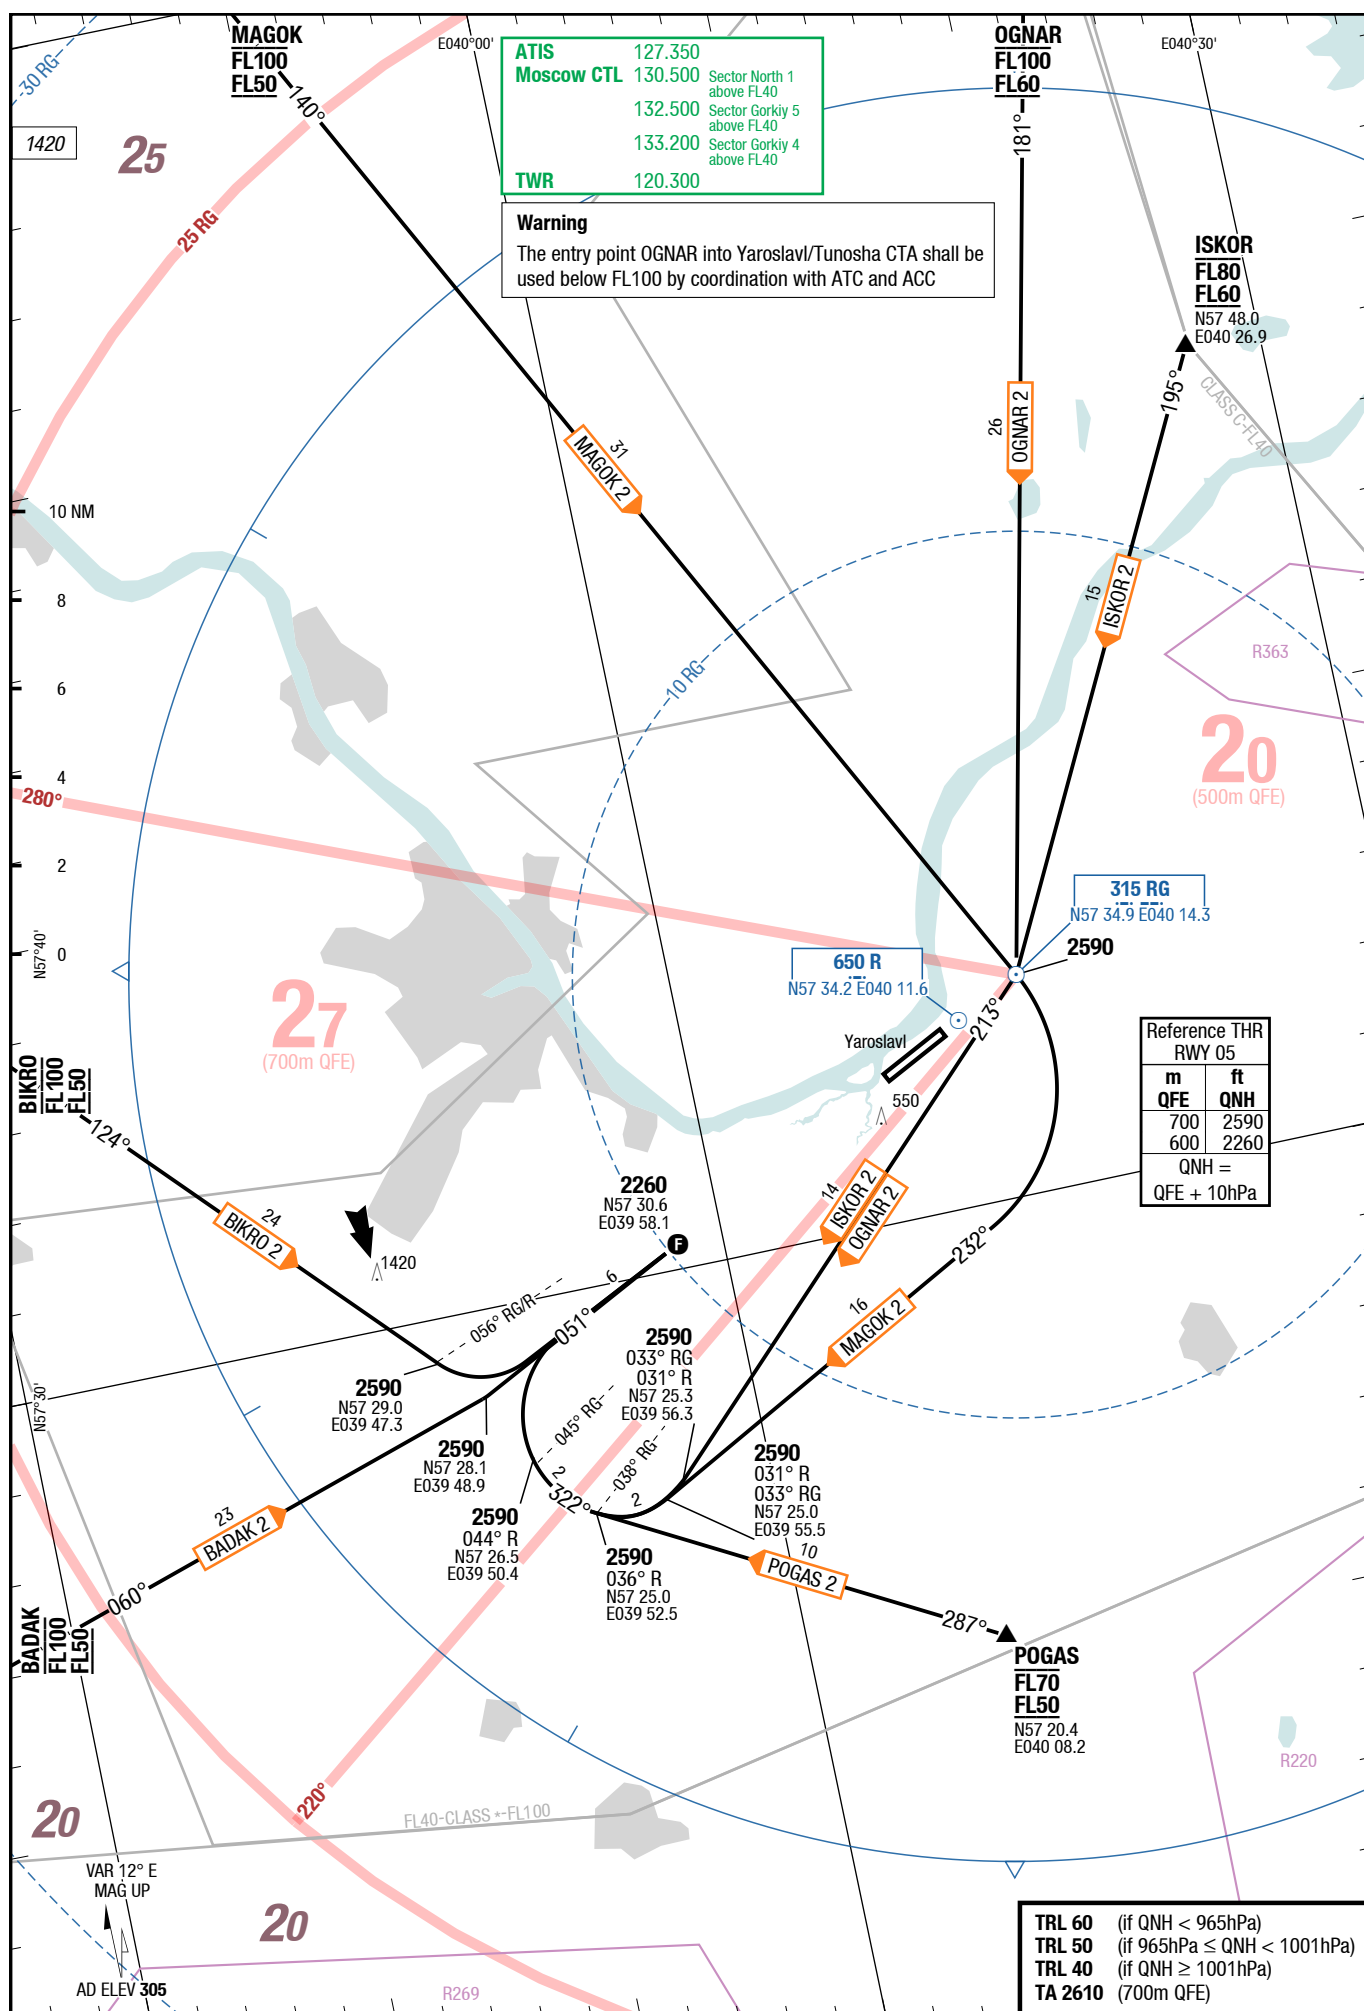 MAGOK
FL100
FL50
140°
E040°00'
30 RG
1420
25
25 RG
ATIS 127.350
Moscow CTL 130.500 Sector North 1
above FL40
132.500 Sector Gorkiy 5
above FL40
133.200 Sector Gorkiy 4
above FL40
TWR 120.300
Warning
The entry point OGNAR into Yaroslavl/Tunosha CTA shall be
used below FL100 by coordination with ATC and ACC
OGNAR
FL100
FL60
181°
E040°30'
ISKOR
FL80
FL60
N57 48.0
E040 26.9
195°
CLASS C-FL40
31
MAGOK 2
26
OGNAR 2
15
ISKOR 2
10 NM
8
6
4
2
0
N57°40'
280°
10 RG
R363
20
(500m QFE)
315 RG
N57 34.9 E040 14.3
2590
650 R
N57 34.2 E040 11.6
213°
Yaroslavl
550
27
(700m QFE)
Reference THR
RWY 05
m ft
QFE QNH
700 2590
600 2260
QNH =
QFE + 10hPa
BIKRO
FL100
FL50
124°
24
BIKRO 2
1420
2260
N57 30.6
E039 58.1
F
6
051°
056° RG/R
14
ISKOR 2
OGNAR 2
232°
16
MAGOK 2
2590
N57 29.0
E039 47.3
N57°30'
2590
033° RG
031° R
N57 25.3
E039 56.3
045° RG
038° RG
2590
N57 28.1
E039 48.9
2
322°
2
2590
031° R
033° RG
N57 25.0
E039 55.5
2590
044° R
N57 26.5
E039 50.4
2590
036° R
N57 25.0
E039 52.5
10
POGAS 2
287°
POGAS
FL70
FL50
N57 20.4
E040 08.2
23
BADAK 2
060°
BADAK
FL100
FL50
220°
FL40-CLASS *-FL100
R220
20
VAR 12° E
MAG UP
20
AD ELEV 305
R269
TRL 60 (if QNH < 965hPa)
TRL 50 (if 965hPa ≤ QNH < 1001hPa)
TRL 40 (if QNH ≥ 1001hPa)
TA 2610 (700m QFE)